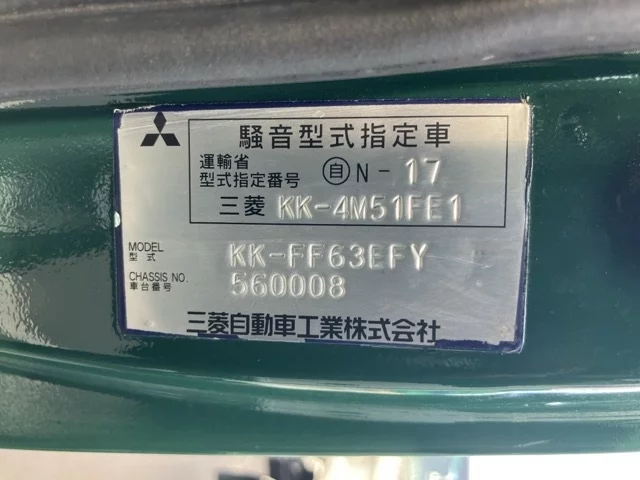 騒音型式指定車
運輸省
型式指定番号 自 N-17
三菱 KK-4M51FE1
MODEL
型式 KK-FF63EFY
CHASSIS NO.
車台番号 560008
三菱自動車工業株式会社